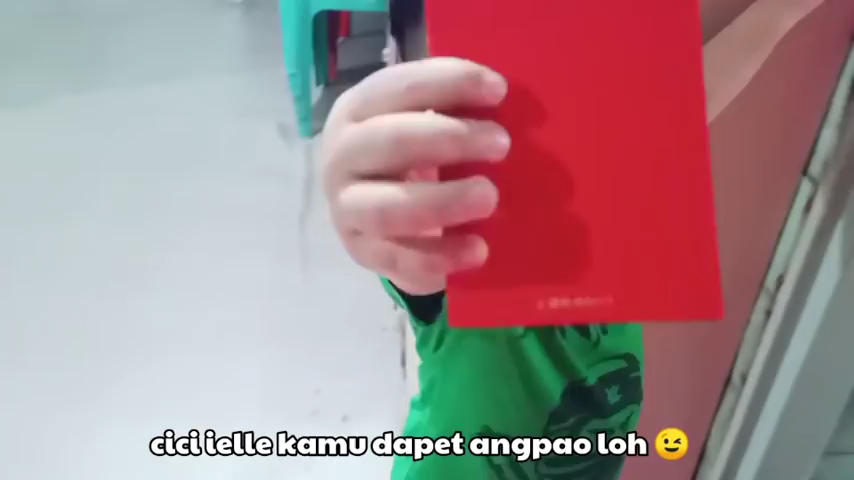 cici ielle kamu dapet angpao loh 😉